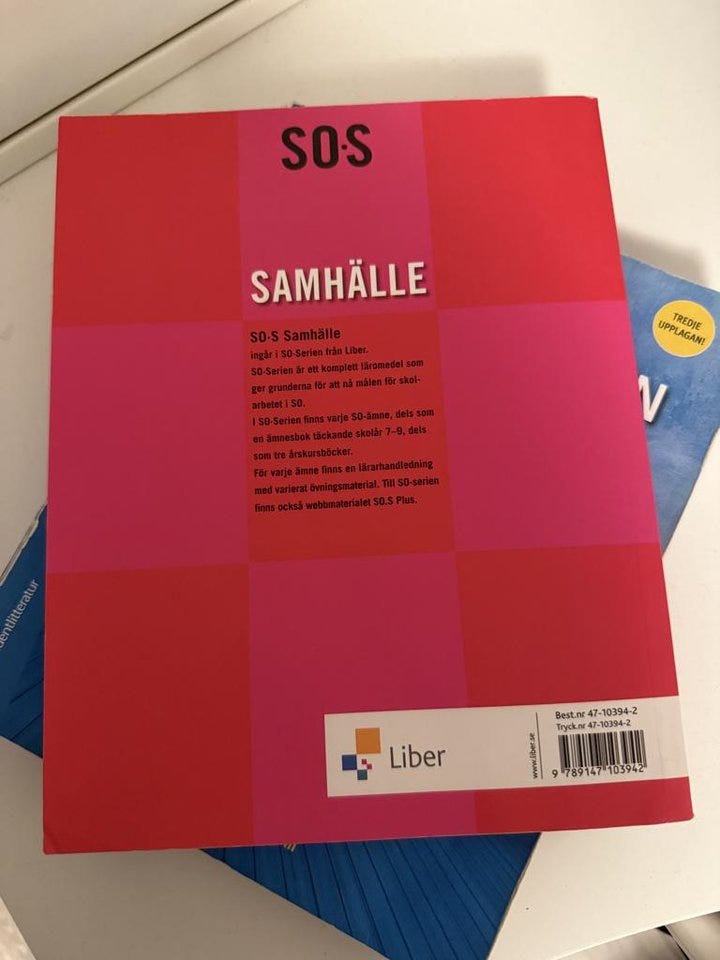 SO·S
SAMHÄLLE
SO·S Samhälle
ingår i SO-Serien från Liber.
SO-Serien är ett komplett läromedel som
ger grunderna för att nå målen för skol-
arbetet i SO.
I SO-Serien finns varje SO-ämne, dels som
en ämnesbok täckande skolår 7–9, dels
som tre årskursböcker.
För varje ämne finns en lärarhandledning
med varierat övningsmaterial. Till SO-serien
finns också webbmaterialet SO.S Plus.
TREDJE
UPPLAGAN!
N
dentlitteratur
Liber
www.liber.se
Best.nr 47-10394-2
Tryck.nr 47-10394-2
9 789147 103942